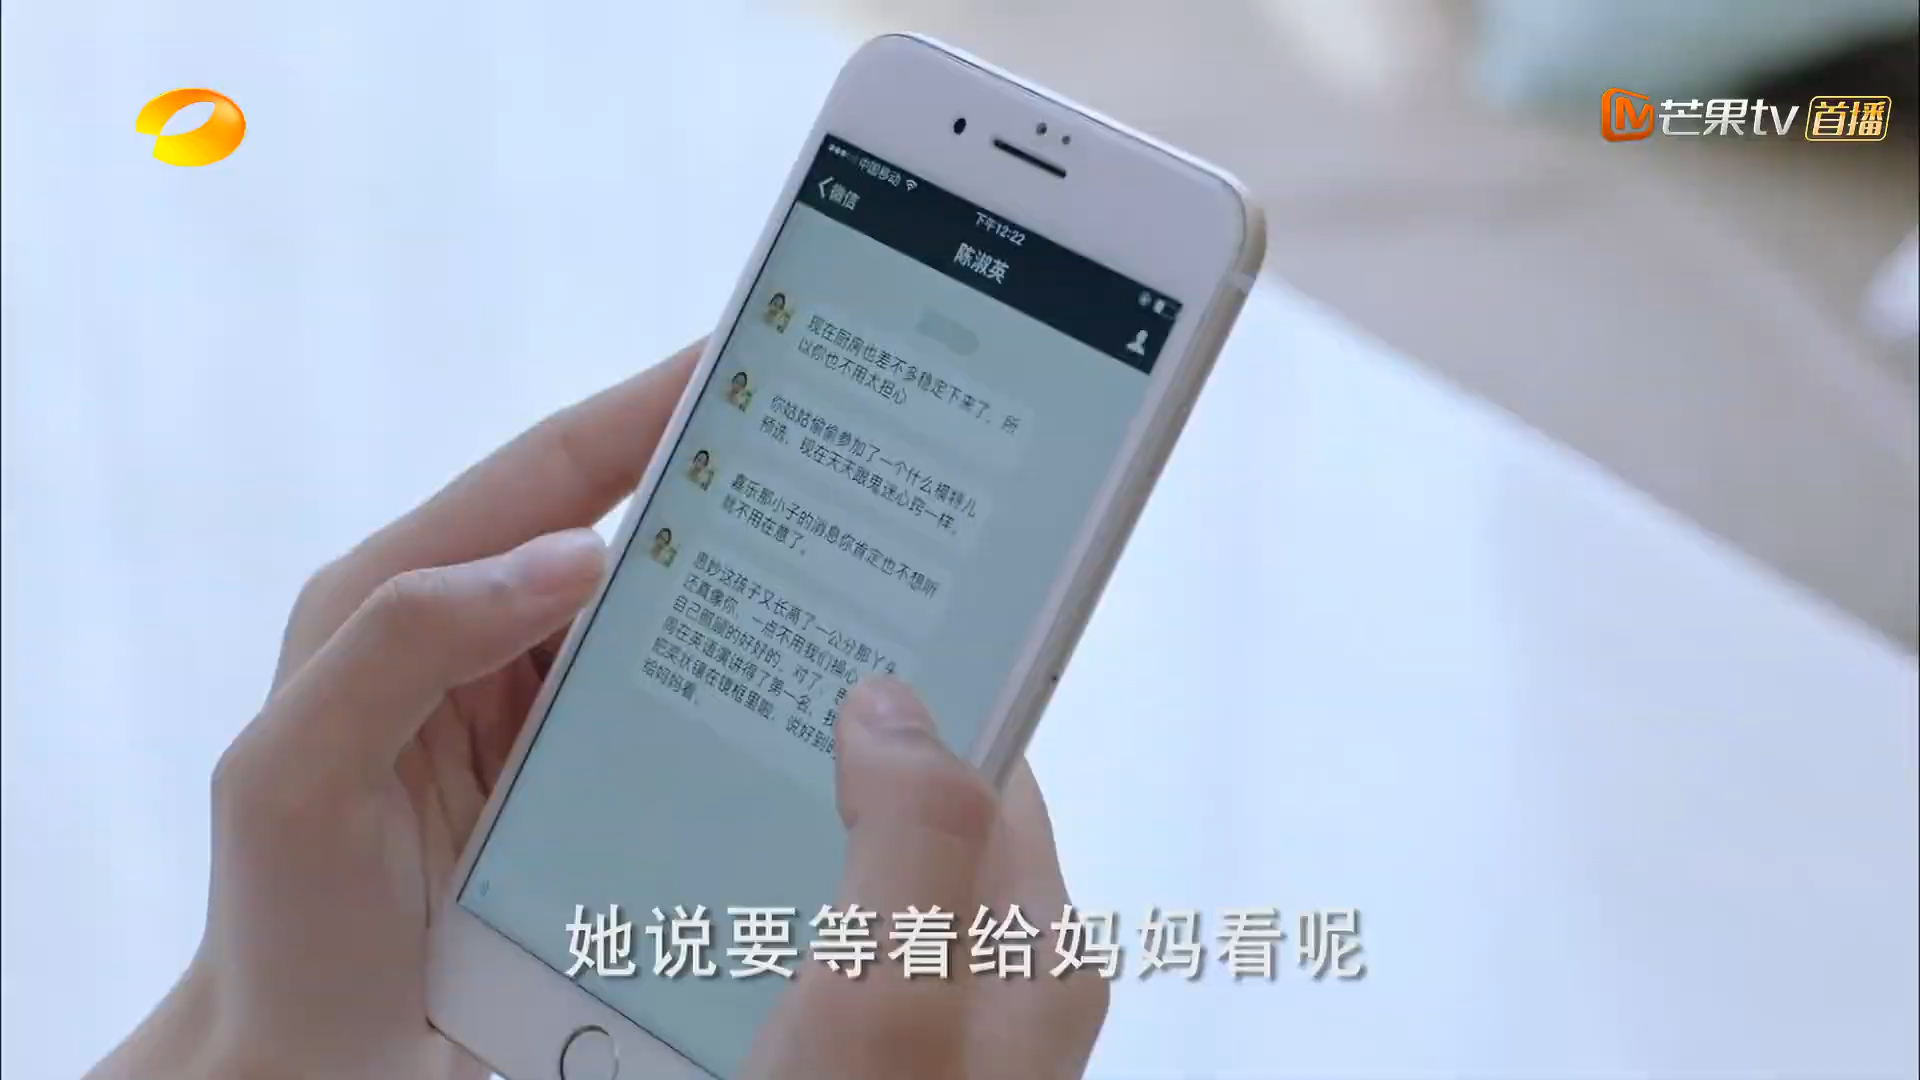 芒果tv 首播
中国移动
微信
下午12:22
陈淑英
现在厨房也差不多稳定下来了，所
以你也不用太担心
你姑姑偷偷参加了一个什么模特儿
预选，现在天天跟鬼迷心窍一样。
嘉乐那小子的消息你肯定也不想听
就不用在意了。
思妙这孩子又长高了一公分那丫头
还真像你，一点不用我们操心
自己照顾的好好的，对了，思
周在英语演讲得了第一名，我
把奖状镶在镜框里啦，说好到时
给妈妈看。
她说要等着给妈妈看呢